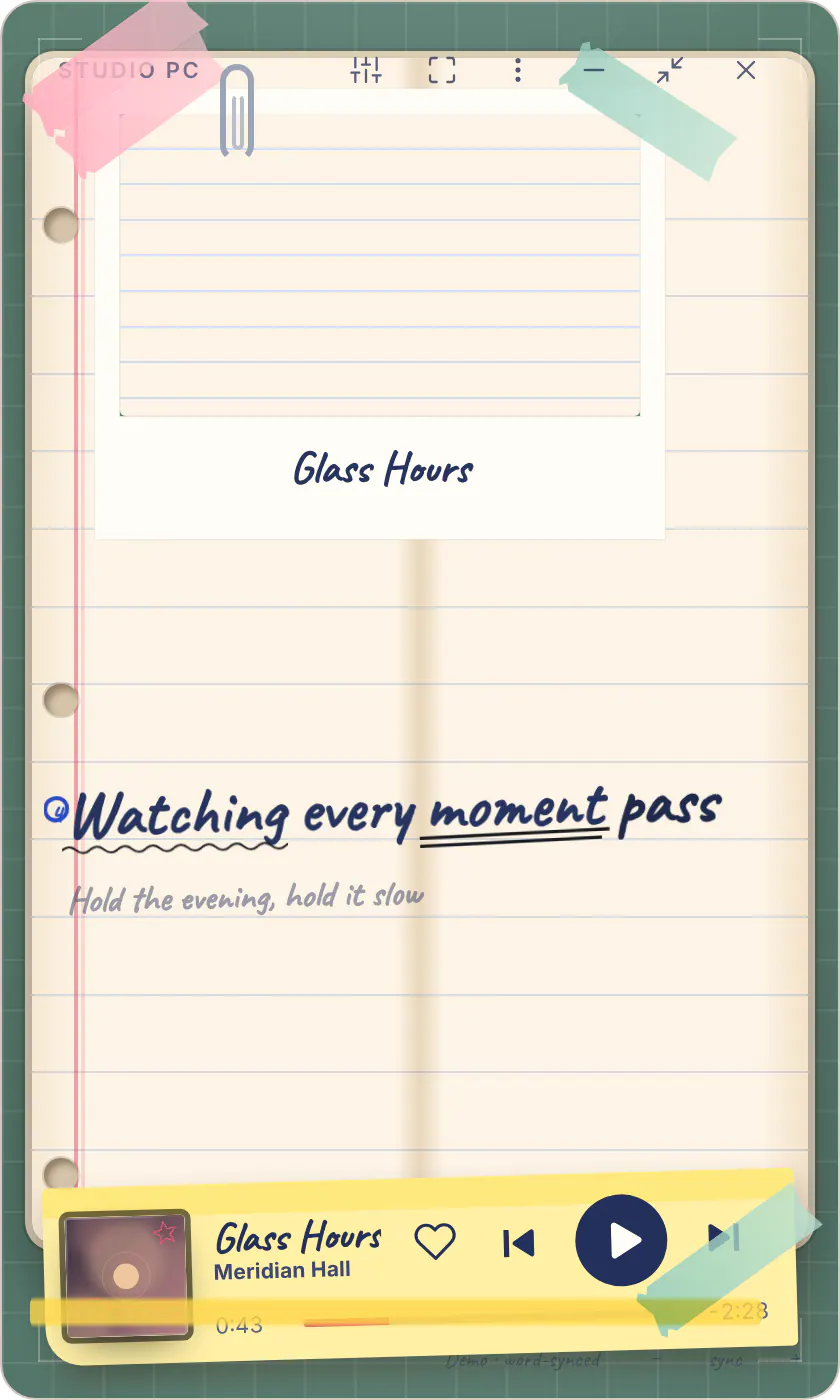 STUDIO PC
Glass Hours
Watching every moment pass
Hold the evening, hold it slow
Glass Hours
Meridian Hall
0:43
-2:28
Demo · word-synced
sync